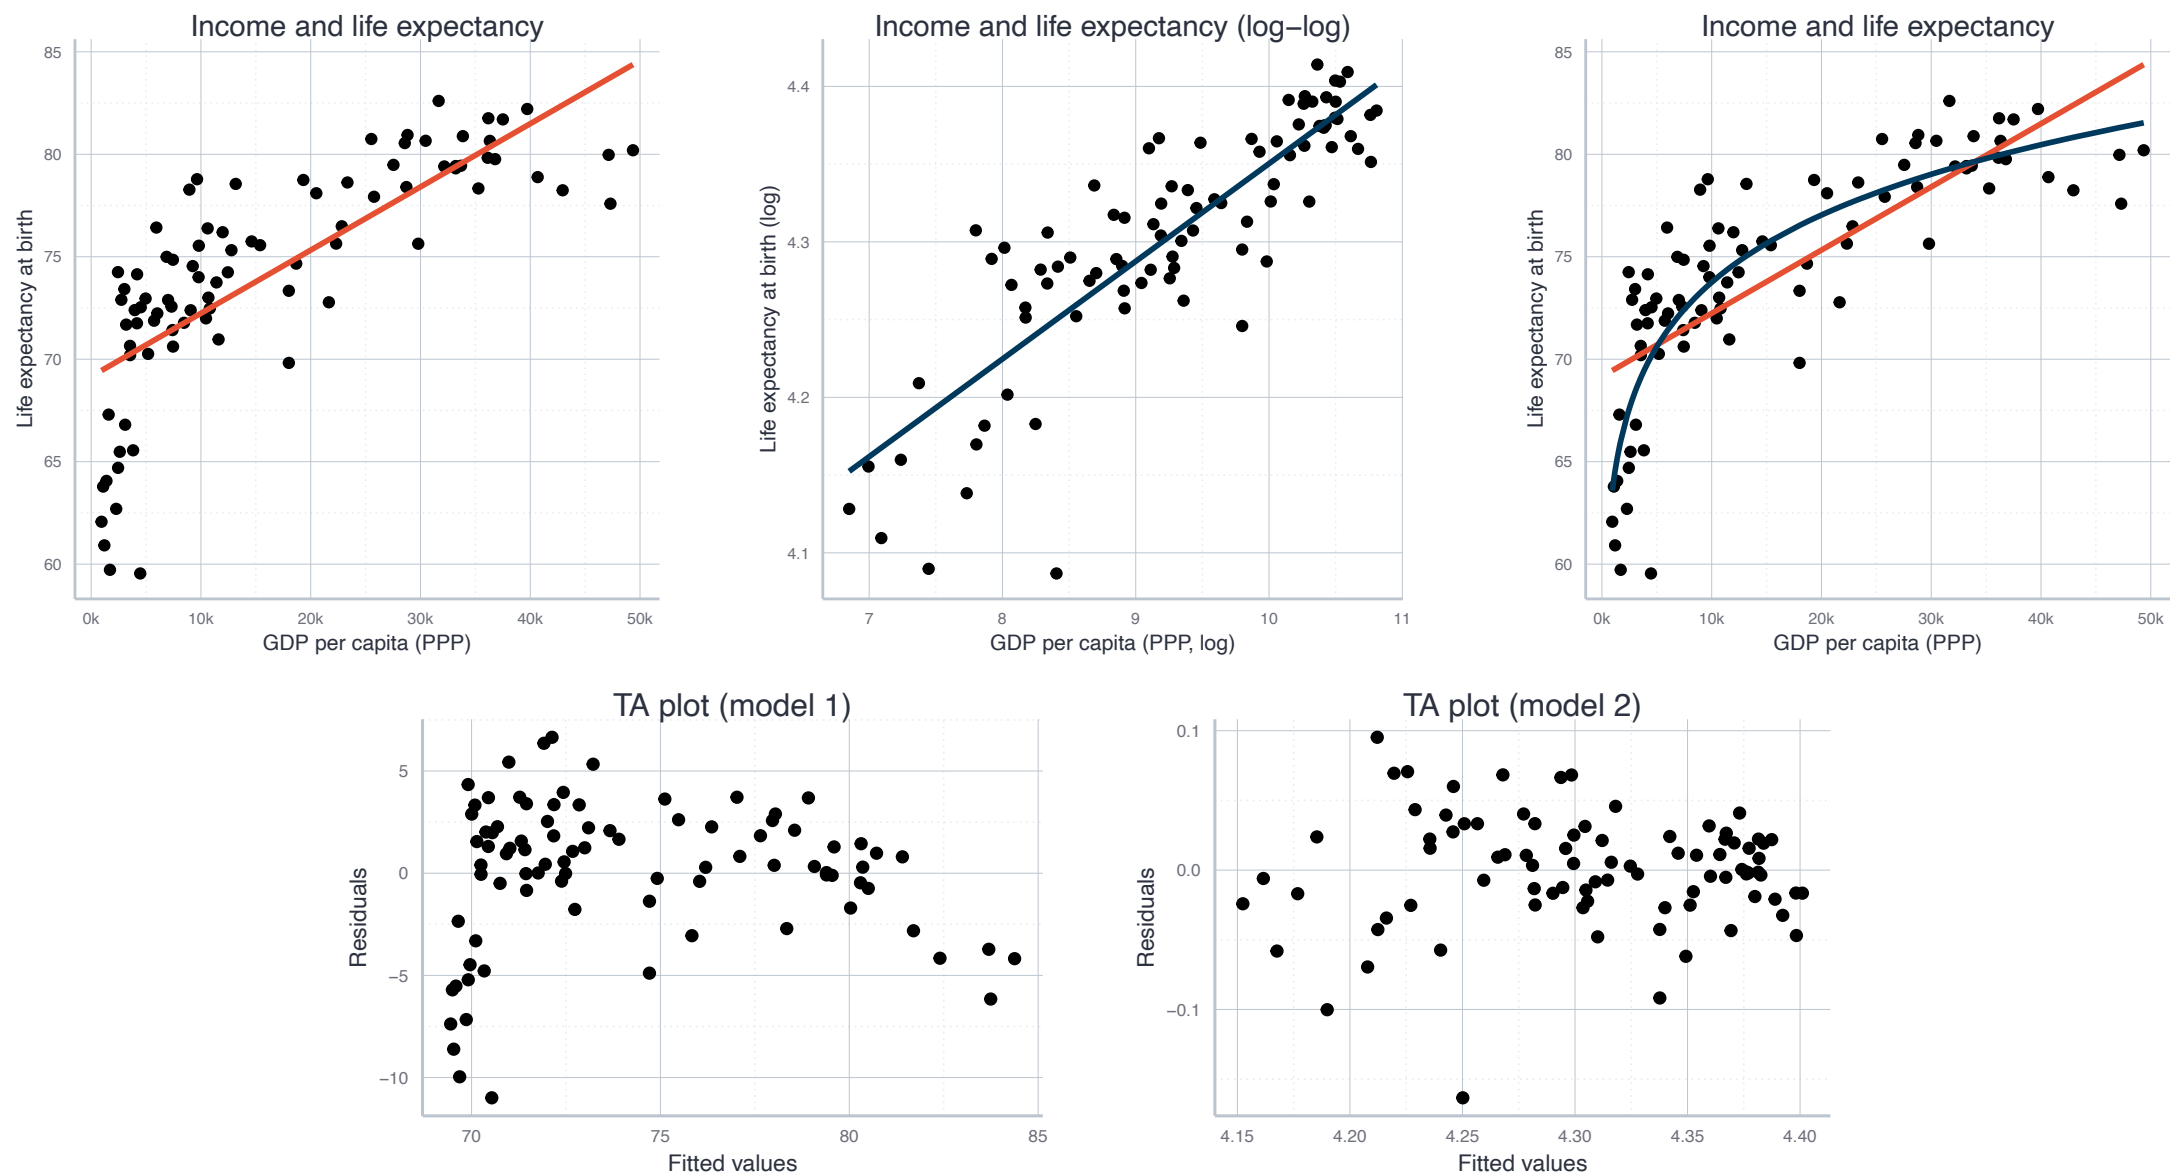 Income and life expectancy
85
80
75
70
65
60
Life expectancy at birth
0k 10k 20k 30k 40k 50k
GDP per capita (PPP)
Income and life expectancy (log−log)
4.4
4.3
4.2
4.1
Life expectancy at birth (log)
7 8 9 10 11
GDP per capita (PPP, log)
Income and life expectancy
85
80
75
70
65
60
Life expectancy at birth
0k 10k 20k 30k 40k 50k
GDP per capita (PPP)
TA plot (model 1)
5
0
−5
−10
Residuals
70 75 80 85
Fitted values
TA plot (model 2)
0.1
0.0
−0.1
Residuals
4.15 4.20 4.25 4.30 4.35 4.40
Fitted values